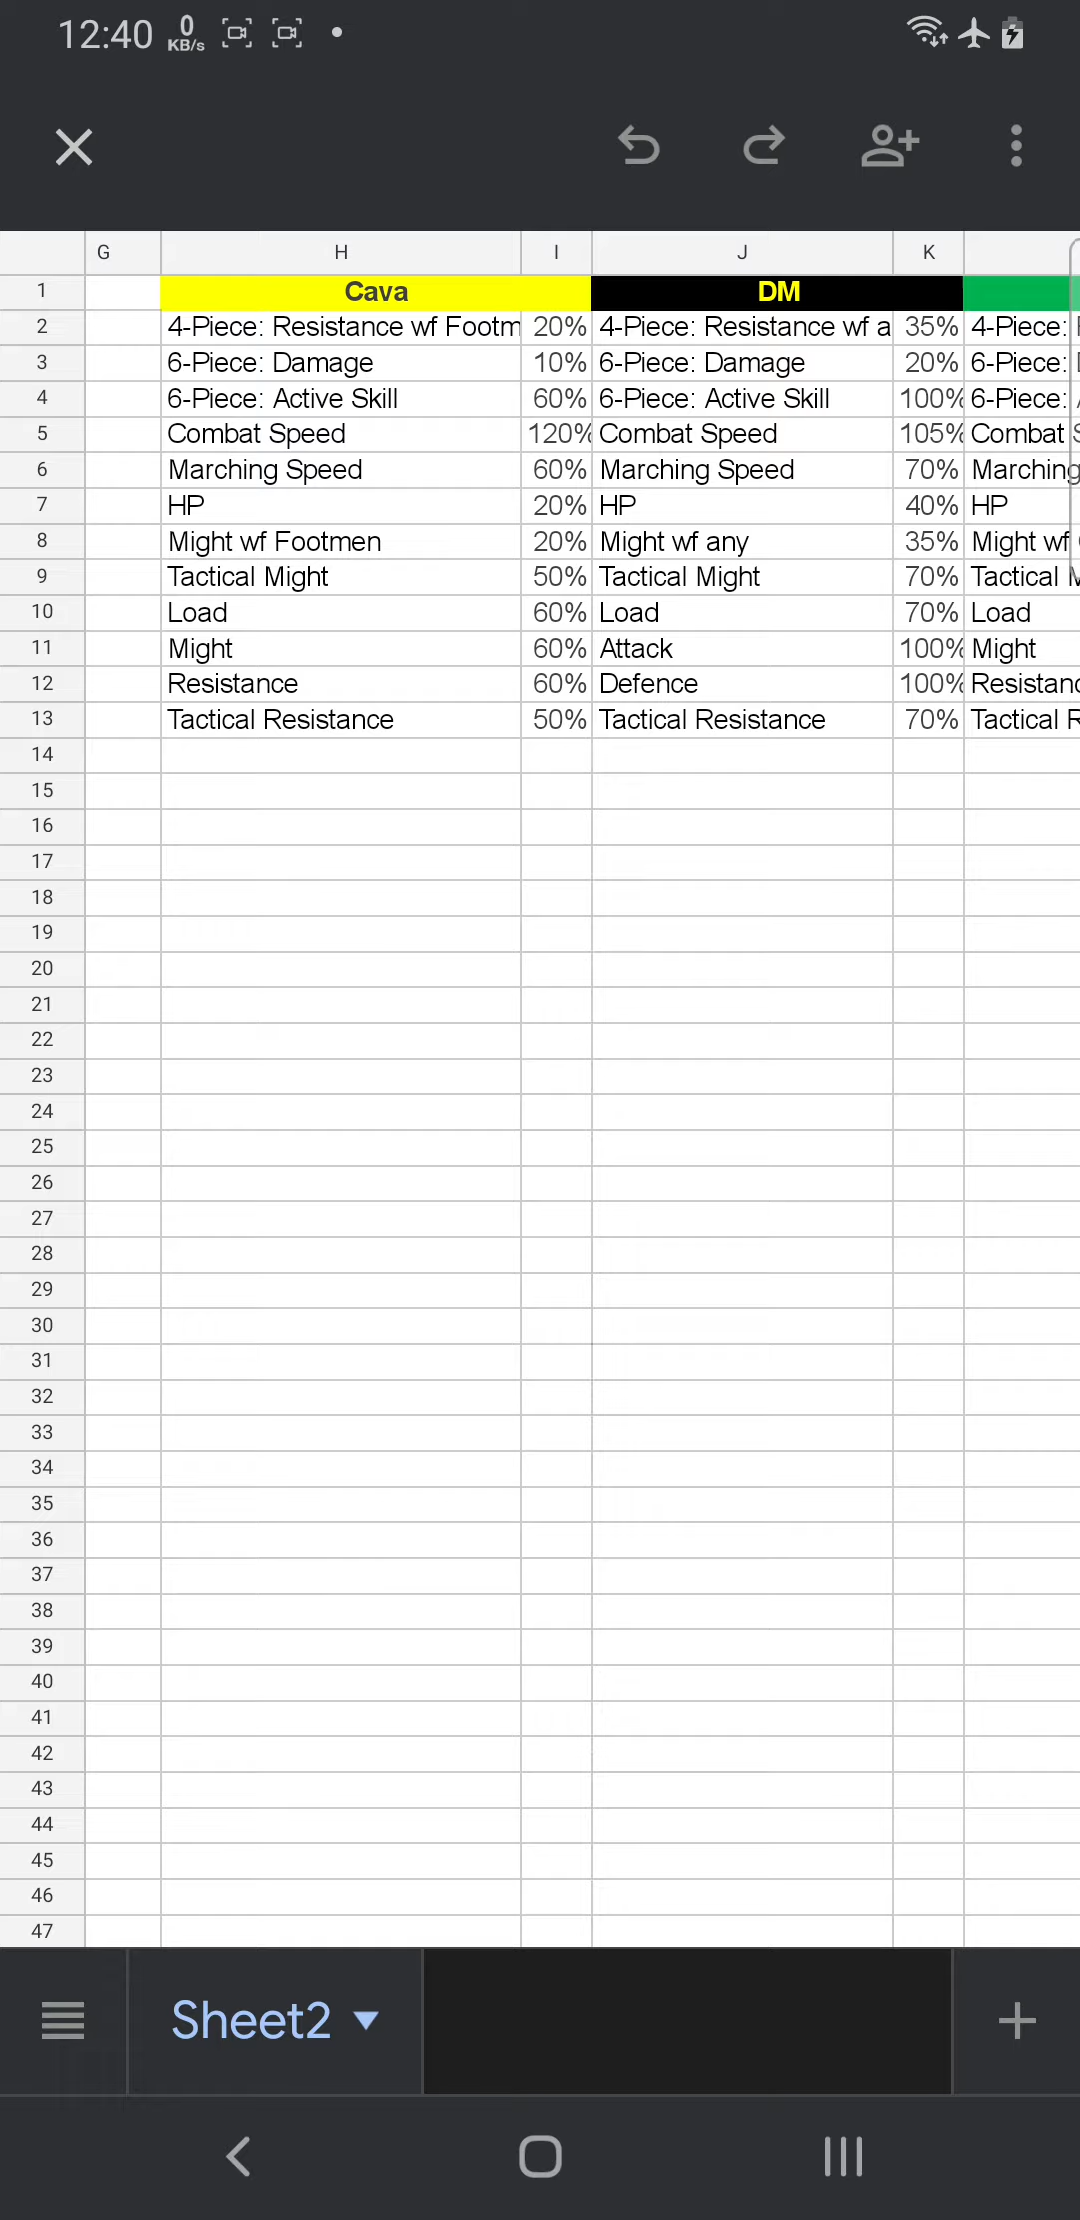 12:40 0 KB/s
G H I J K
1 Cava DM
2 4-Piece: Resistance wf Footm 20% 4-Piece: Resistance wf a 35% 4-Piece:
3 6-Piece: Damage 10% 6-Piece: Damage 20% 6-Piece:
4 6-Piece: Active Skill 60% 6-Piece: Active Skill 100% 6-Piece:
5 Combat Speed 120% Combat Speed 105% Combat S
6 Marching Speed 60% Marching Speed 70% Marching
7 HP 20% HP 40% HP
8 Might wf Footmen 20% Might wf any 35% Might wf
9 Tactical Might 50% Tactical Might 70% Tactical M
10 Load 60% Load 70% Load
11 Might 60% Attack 100% Might
12 Resistance 60% Defence 100% Resistanc
13 Tactical Resistance 50% Tactical Resistance 70% Tactical R
14
15
16
17
18
19
20
21
22
23
24
25
26
27
28
29
30
31
32
33
34
35
36
37
38
39
40
41
42
43
44
45
46
47
Sheet2